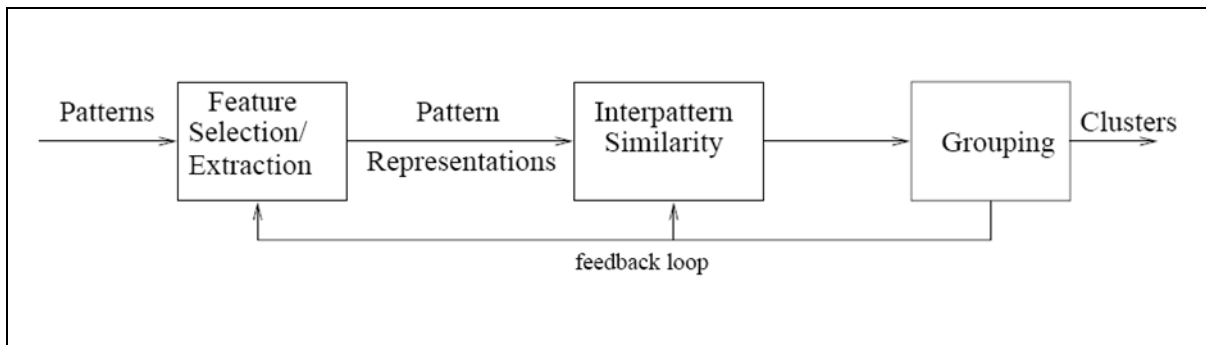 Patterns
Feature
Selection/
Extraction
Pattern
Representations
Interpattern
Similarity
Grouping
Clusters
feedback loop